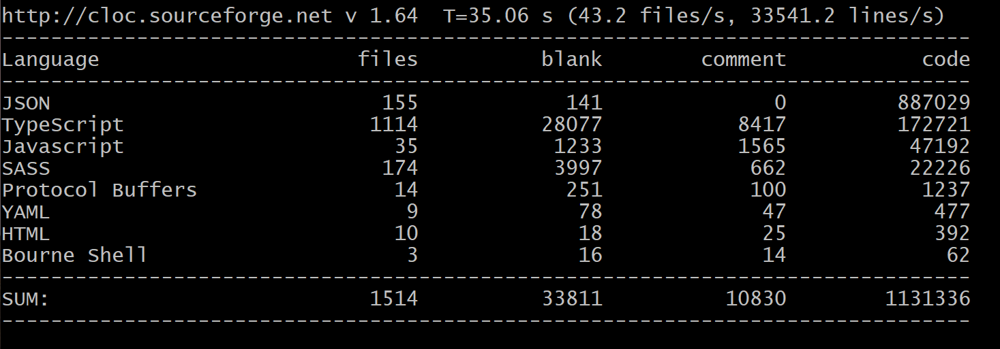 http://cloc.sourceforge.net v 1.64  T=35.06 s (43.2 files/s, 33541.2 lines/s)
-------------------------------------------------------------------------------
Language                     files          blank        comment           code
-------------------------------------------------------------------------------
JSON                           155            141              0         887029
TypeScript                    1114          28077           8417         172721
Javascript                      35           1233           1565          47192
SASS                           174           3997            662          22226
Protocol Buffers                14            251            100           1237
YAML                             9             78             47            477
HTML                            10             18             25            392
Bourne Shell                     3             16             14             62
-------------------------------------------------------------------------------
SUM:                          1514          33811          10830        1131336
-------------------------------------------------------------------------------